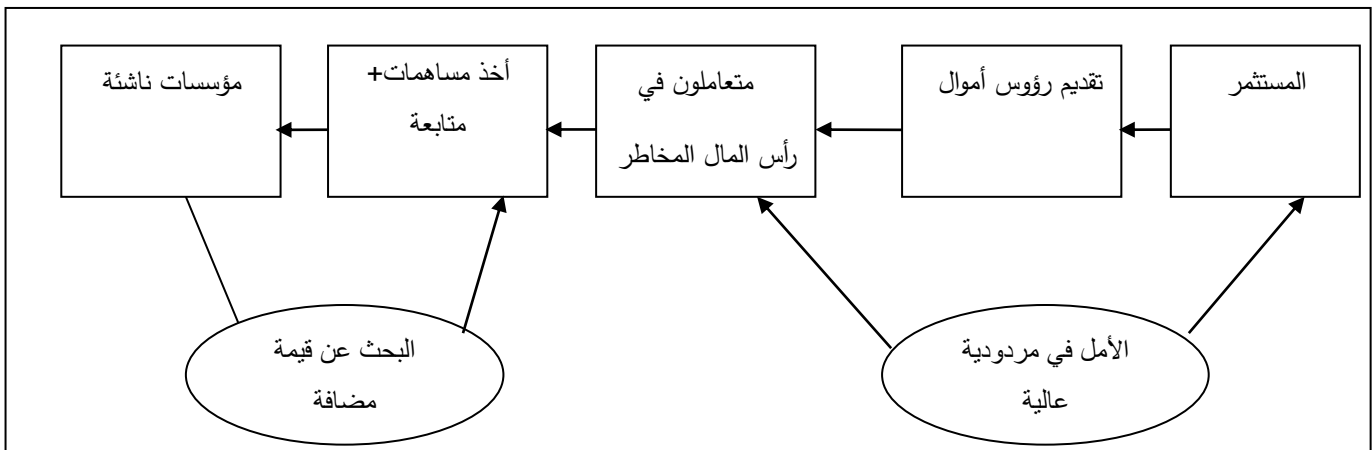 المستثمر
تقديم رؤوس أموال
متعاملون في
رأس المال المخاطر
أخذ مساهمات+
متابعة
مؤسسات ناشئة
الأمل في مردودية
عالية
البحث عن قيمة
مضافة